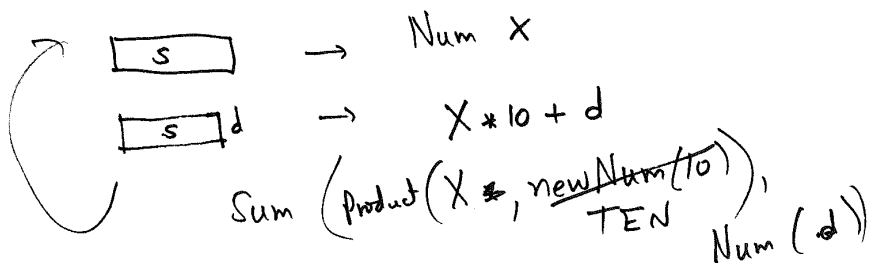 s → Num X
s d → X * 10 + d
Sum (Product (X, newNum(10)),
TEN
Num (d))